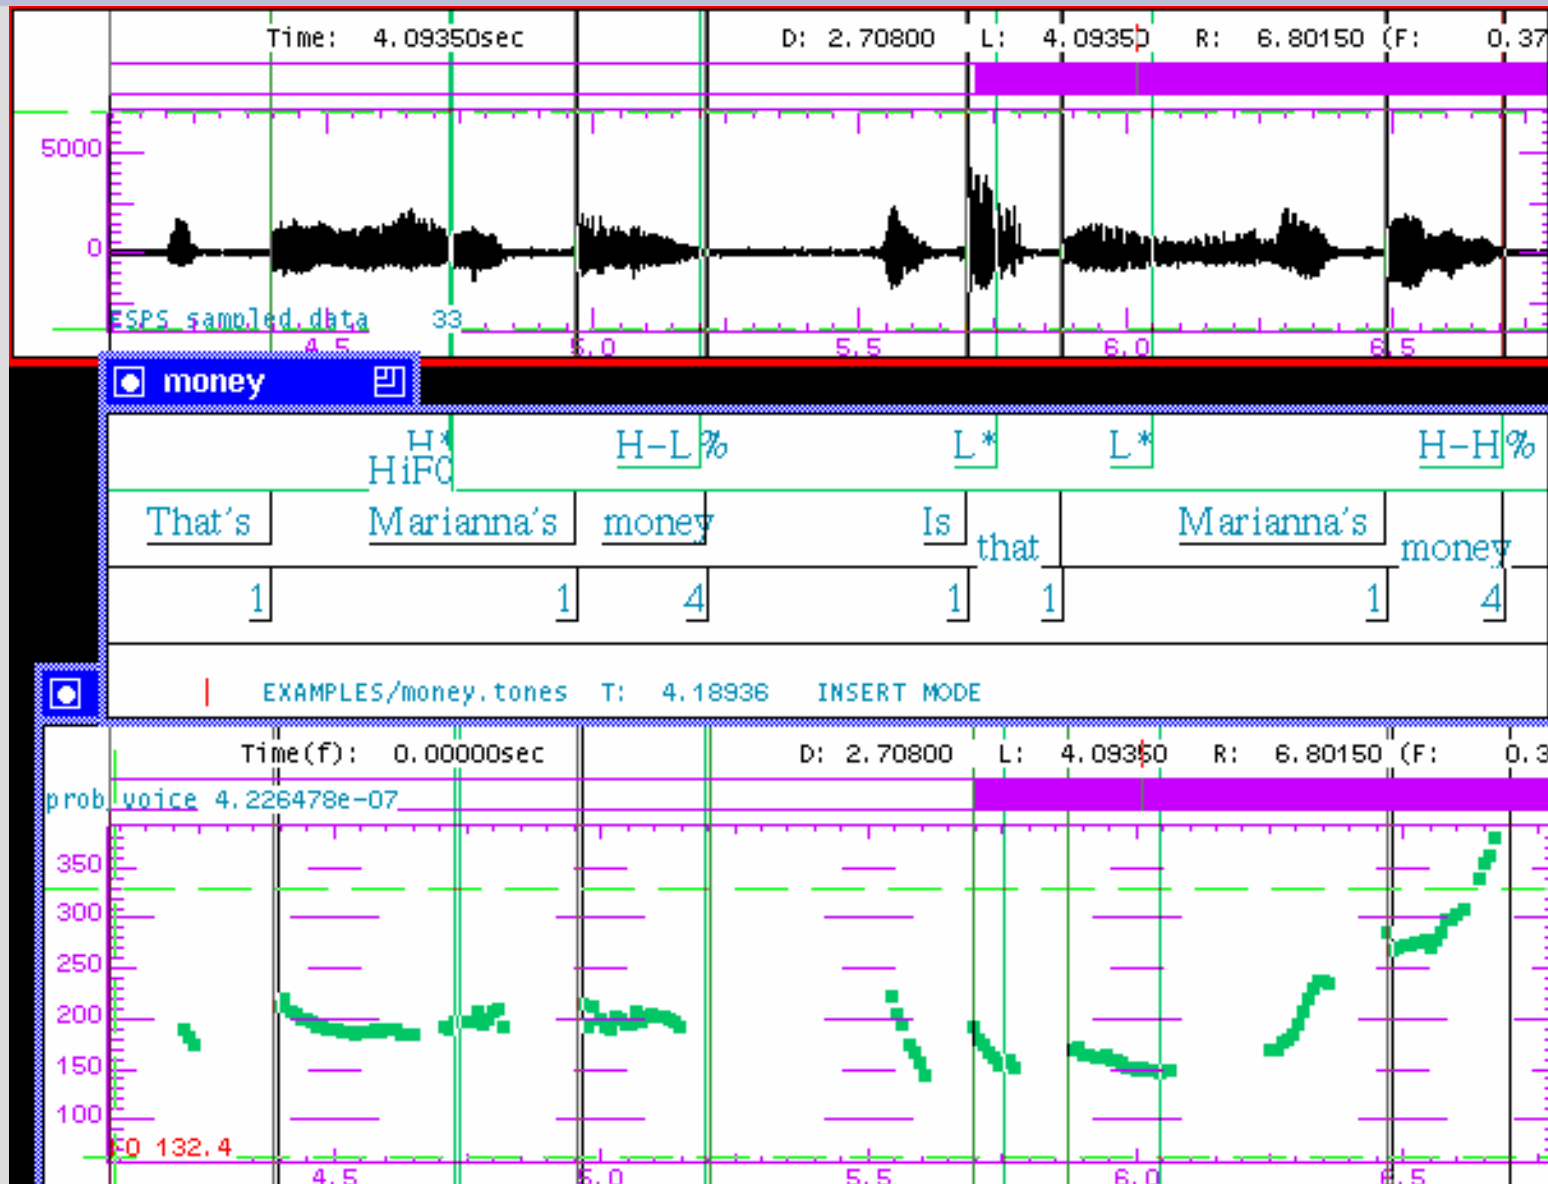 Time: 4.09350sec D: 2.70800 L: 4.09350 R: 6.80150 (F: 0.37
5000
0
ESPS sampled data 33
4.5 5.0 5.5 6.0 6.5
money
H* H-L% L* L* H-H%
HiF0
That's Marianna's money Is that Marianna's money
1 1 4 1 1 1 4
EXAMPLES/money.tones T: 4.18936 INSERT MODE
Time(f): 0.00000sec D: 2.70800 L: 4.09350 R: 6.80150 (F: 0.3
prob_voice 4.226478e-07
350
300
250
200
150
100
F0 132.4
4.5 5.0 5.5 6.0 6.5